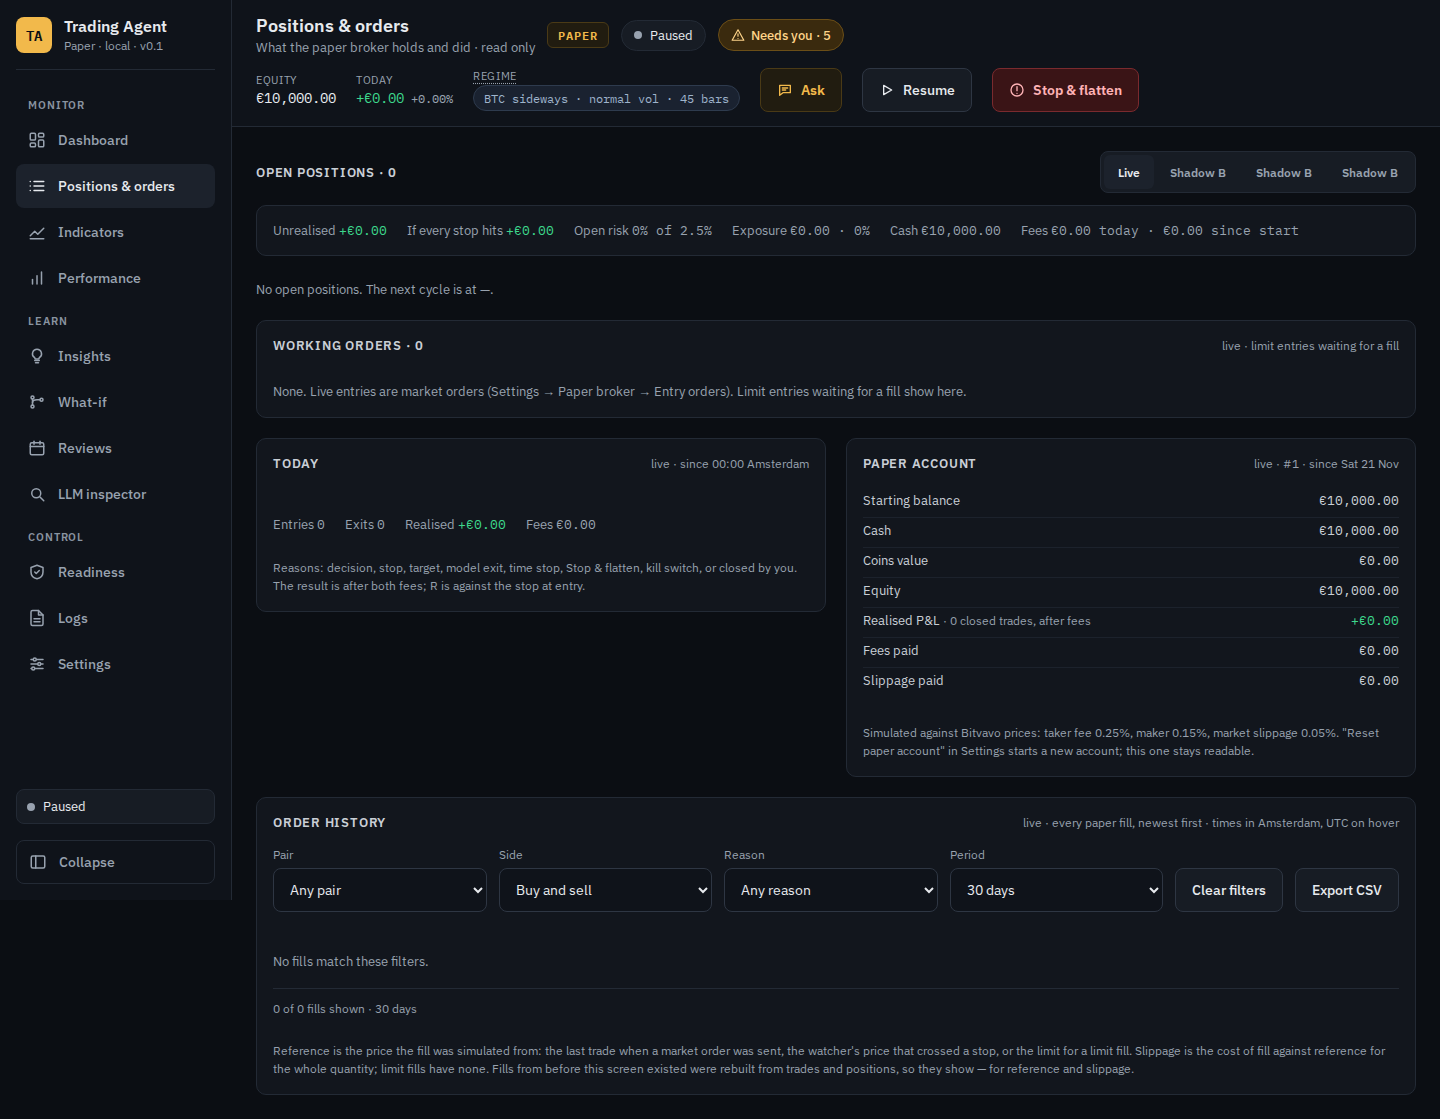 TA
Trading Agent
Paper · local · v0.1
MONITOR
Dashboard
Positions & orders
Indicators
Performance
LEARN
Insights
What-if
Reviews
LLM inspector
CONTROL
Readiness
Logs
Settings
Paused
Collapse
Positions & orders
What the paper broker holds and did · read only
PAPER
Paused
Needs you · 5
EQUITY
€10,000.00
TODAY
+€0.00 +0.00%
REGIME
BTC sideways · normal vol · 45 bars
Ask
Resume
Stop & flatten
OPEN POSITIONS · 0
Live Shadow B Shadow B Shadow B
Unrealised +€0.00 If every stop hits +€0.00 Open risk 0% of 2.5% Exposure €0.00 · 0% Cash €10,000.00 Fees €0.00 today · €0.00 since start
No open positions. The next cycle is at —.
WORKING ORDERS · 0
live · limit entries waiting for a fill
None. Live entries are market orders (Settings → Paper broker → Entry orders). Limit entries waiting for a fill show here.
TODAY
live · since 00:00 Amsterdam
Entries 0 Exits 0 Realised +€0.00 Fees €0.00
Reasons: decision, stop, target, model exit, time stop, Stop & flatten, kill switch, or closed by you.
The result is after both fees; R is against the stop at entry.
PAPER ACCOUNT
live · #1 · since Sat 21 Nov
Starting balance €10,000.00
Cash €10,000.00
Coins value €0.00
Equity €10,000.00
Realised P&L · 0 closed trades, after fees +€0.00
Fees paid €0.00
Slippage paid €0.00
Simulated against Bitvavo prices: taker fee 0.25%, maker 0.15%, market slippage 0.05%. "Reset
paper account" in Settings starts a new account; this one stays readable.
ORDER HISTORY
live · every paper fill, newest first · times in Amsterdam, UTC on hover
Pair Side Reason Period
Any pair Buy and sell Any reason 30 days Clear filters Export CSV
No fills match these filters.
0 of 0 fills shown · 30 days
Reference is the price the fill was simulated from: the last trade when a market order was sent, the watcher's price that crossed a stop, or the limit for a limit fill. Slippage is the cost of fill against reference for
the whole quantity; limit fills have none. Fills from before this screen existed were rebuilt from trades and positions, so they show — for reference and slippage.